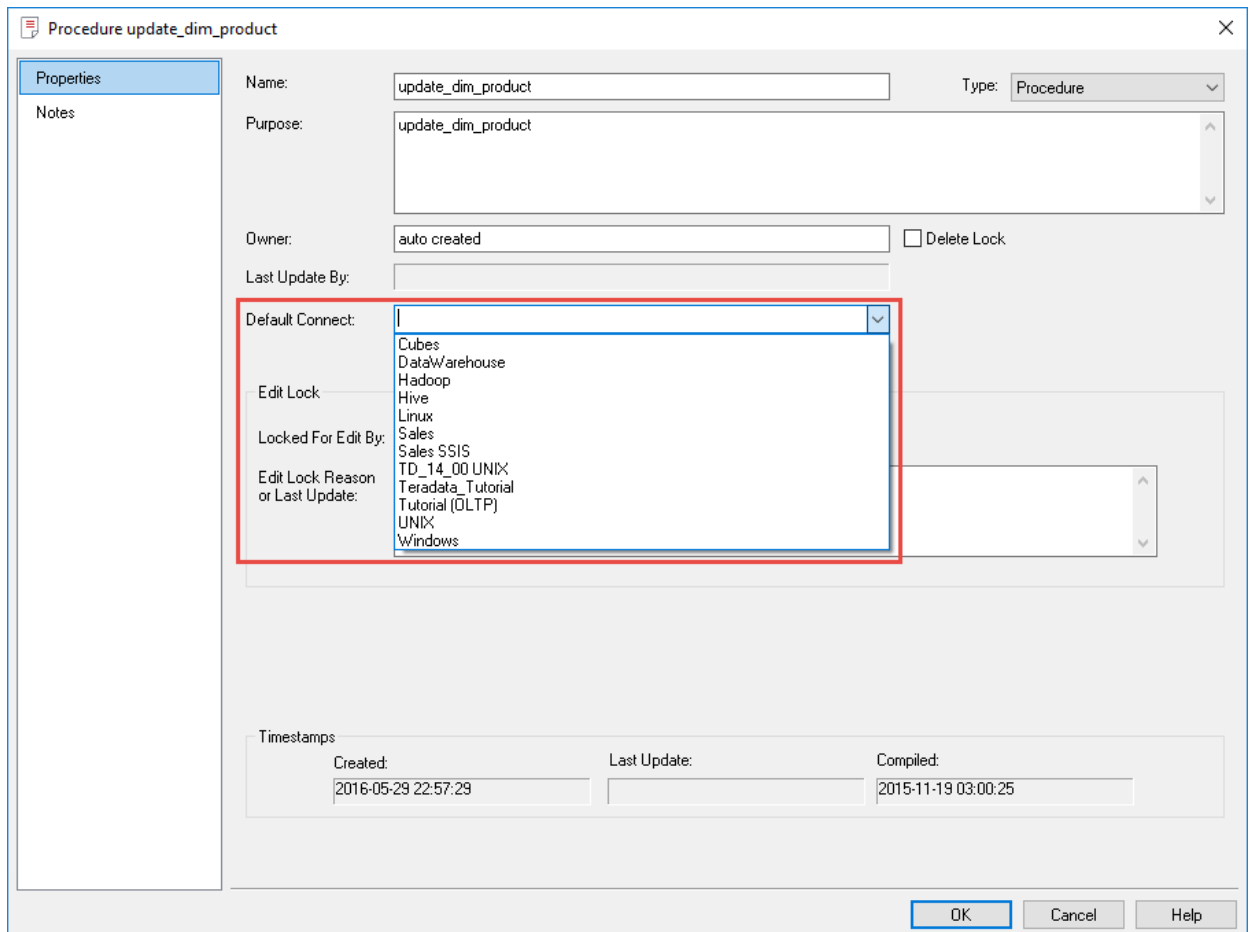 Procedure update_dim_product
Properties
Notes
Name:
update_dim_product
Type:
Procedure
Purpose:
update_dim_product
Owner:
auto created
Delete Lock
Last Update By:
Default Connect:
Cubes
DataWarehouse
Hadoop
Hive
Linux
Sales
Sales SSIS
TD_14_00 UNIX
Teradata_Tutorial
Tutorial (OLTP)
UNIX
Windows
Edit Lock
Locked For Edit By:
Edit Lock Reason
or Last Update:
Timestamps
Created:
Last Update:
Compiled:
2016-05-29 22:57:29
2015-11-19 03:00:25
OK
Cancel
Help